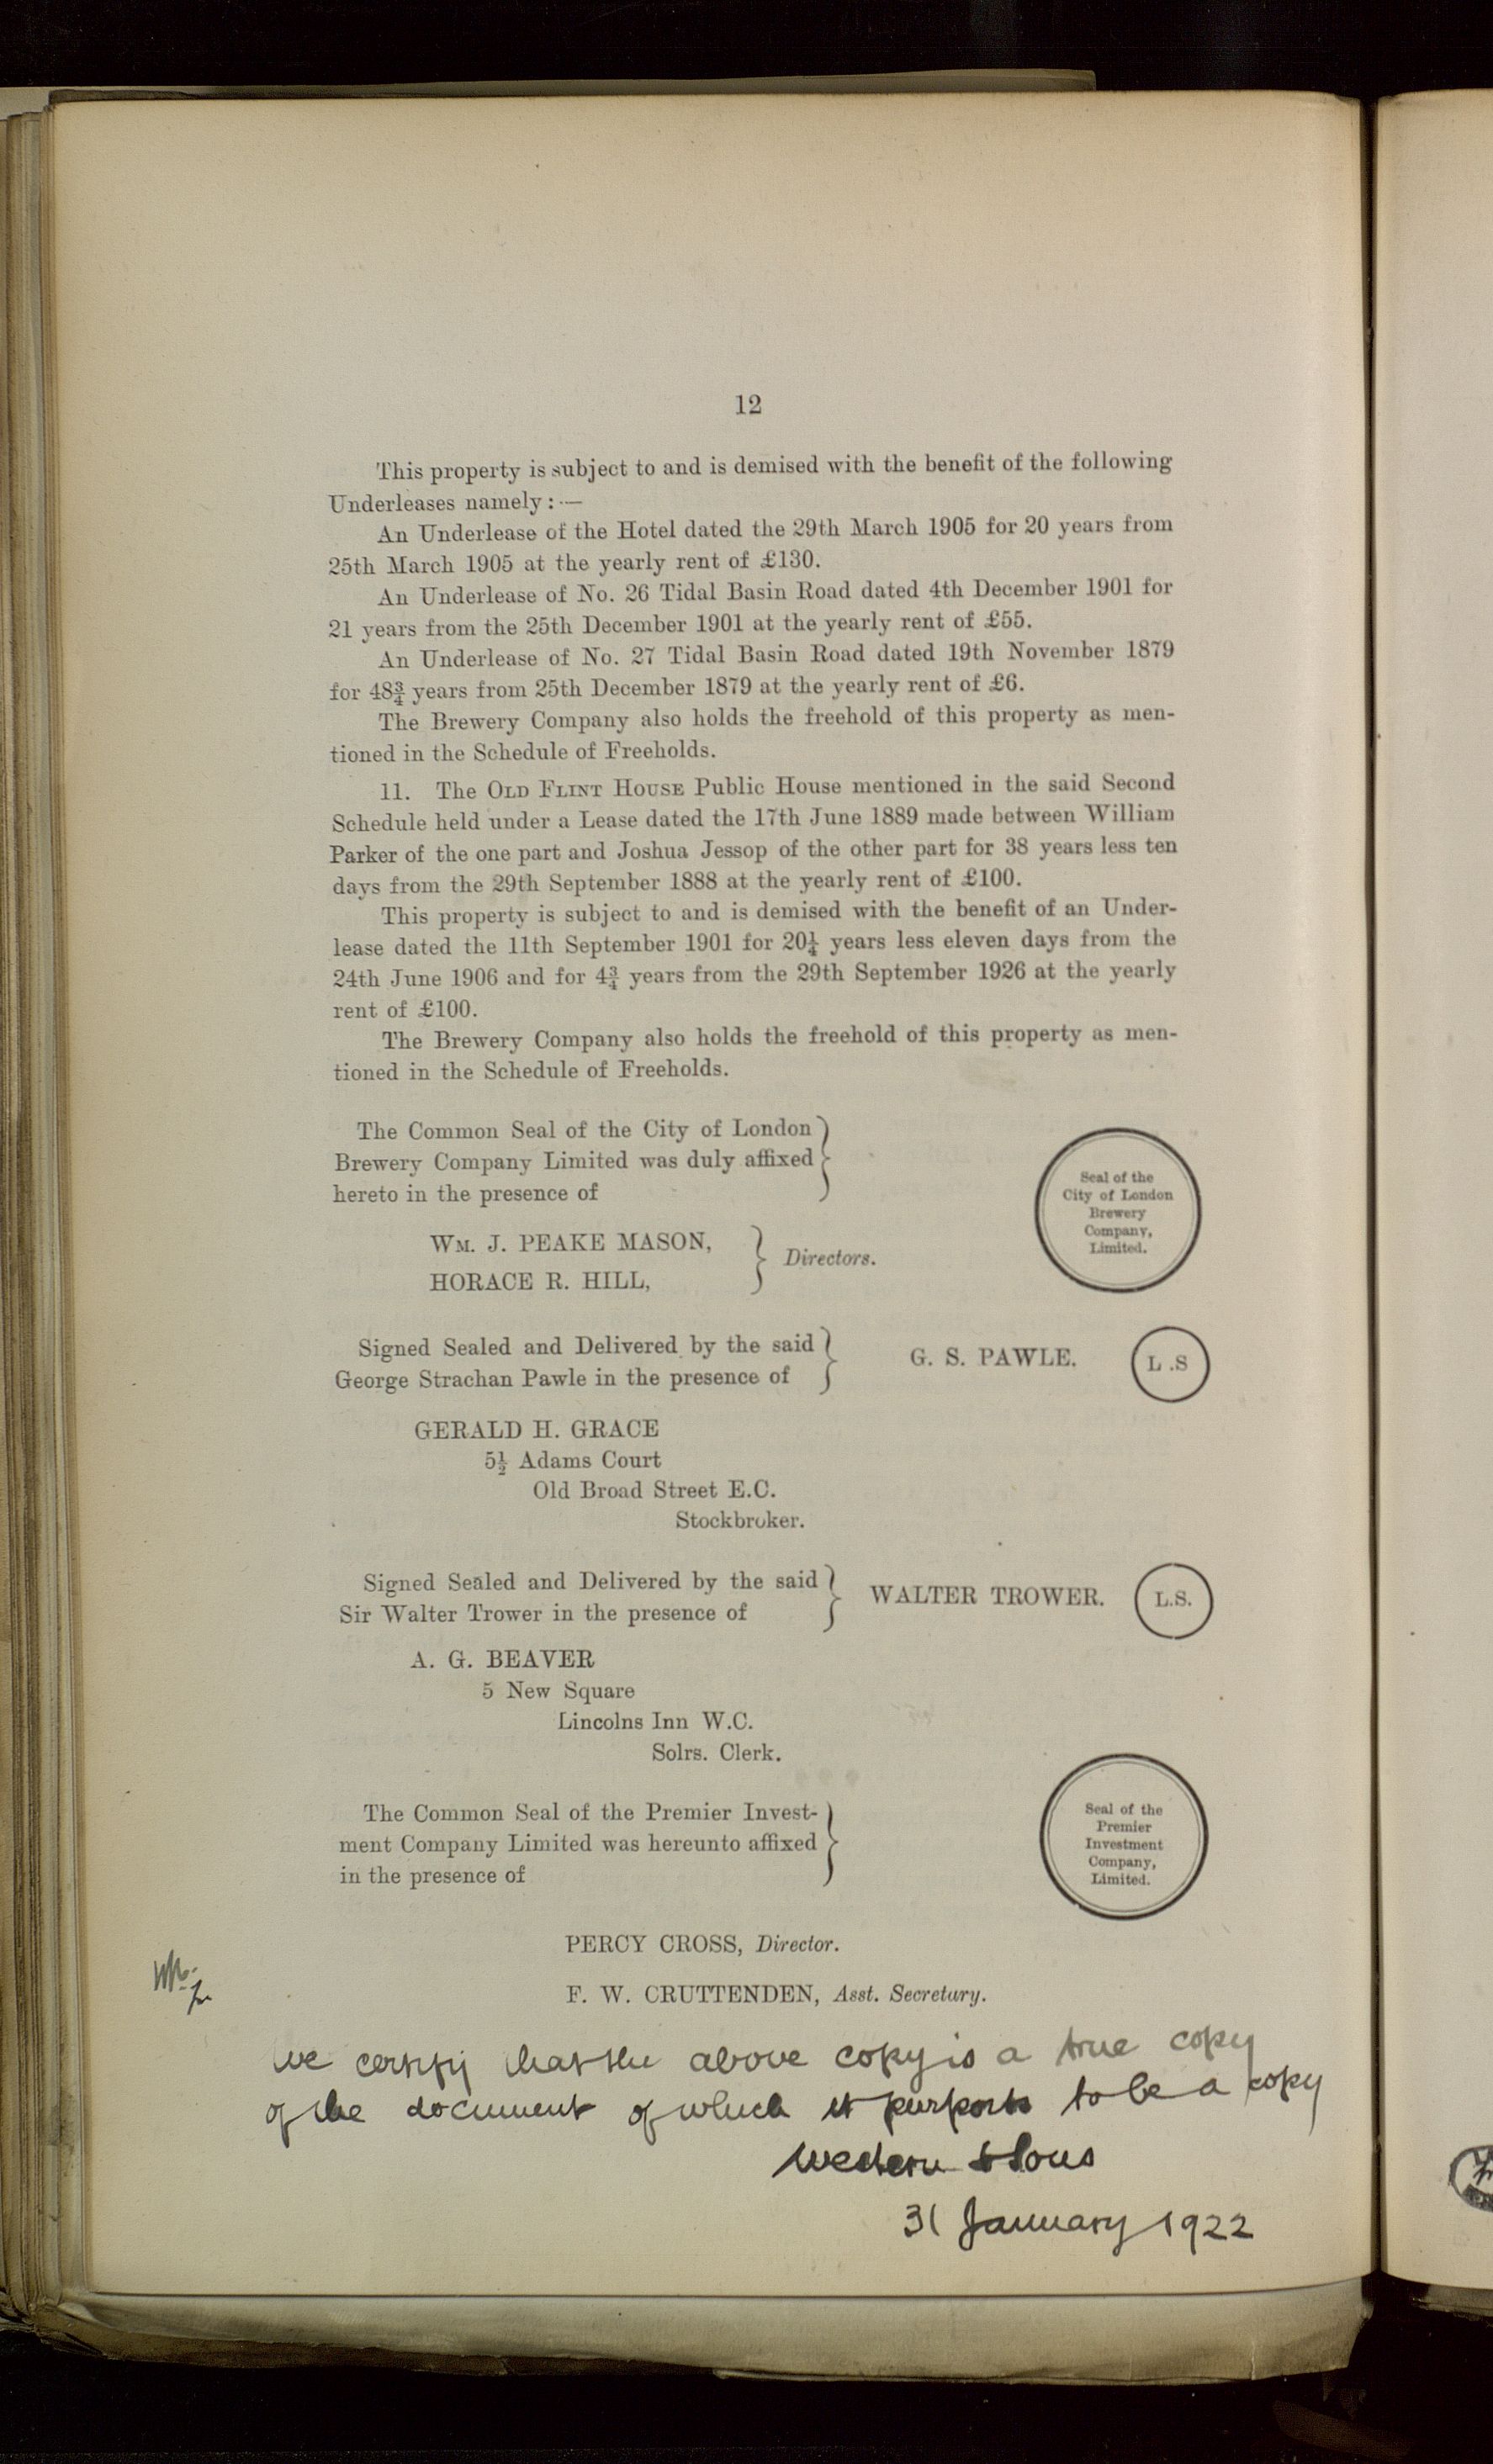 12
This property is subject to and is demised with the benefit of the following
Underleases namely:—
An Underlease of the Hotel dated the 29th March 1905 for 20 years from
25th March 1905 at the yearly rent of £130.
An Underlease of No. 26 Tidal Basin Road dated 4th December 1901 for
21 years from the 25th December 1901 at the yearly rent of £55.
An Underlease of No. 27 Tidal Basin Road dated 19th November 1879
for 48¾ years from 25th December 1879 at the yearly rent of £6.
The Brewery Company also holds the freehold of this property as men-
tioned in the Schedule of Freeholds.
11. The OLD FLINT HOUSE Public House mentioned in the said Second
Schedule held under a Lease dated the 17th June 1889 made between William
Parker of the one part and Joshua Jessop of the other part for 38 years less ten
days from the 29th September 1888 at the yearly rent of £100.
This property is subject to and is demised with the benefit of an Under-
lease dated the 11th September 1901 for 20¼ years less eleven days from the
24th June 1906 and for 4¾ years from the 29th September 1926 at the yearly
rent of £100.
The Brewery Company also holds the freehold of this property as men-
tioned in the Schedule of Freeholds.
The Common Seal of the City of London
Brewery Company Limited was duly affixed
hereto in the presence of
Seal of the
City of London
Brewery
Company,
Limited.
WM. J. PEAKE MASON,
HORACE R. HILL,
Directors.
Signed Sealed and Delivered by the said
George Strachan Pawle in the presence of
G. S. PAWLE.
L .S
GERALD H. GRACE
5½ Adams Court
Old Broad Street E.C.
Stockbroker.
Signed Sealed and Delivered by the said
Sir Walter Trower in the presence of
WALTER TROWER.
L.S.
A. G. BEAVER
5 New Square
Lincolns Inn W.C.
Solrs. Clerk.
The Common Seal of the Premier Invest-
ment Company Limited was hereunto affixed
in the presence of
Seal of the
Premier
Investment
Company,
Limited.
PERCY CROSS, Director.
F. W. CRUTTENDEN, Asst. Secretary.
We certify that the above copy is a true copy
of the document of which it purports to be a copy
& Sons
31 January 1922